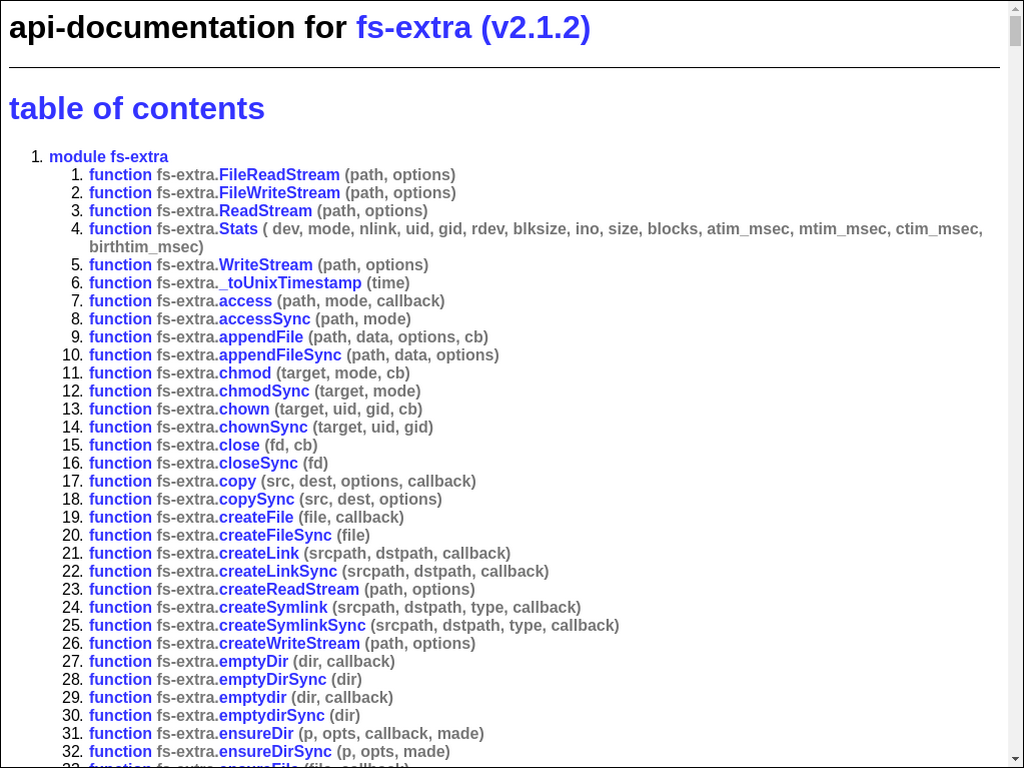 api-documentation for fs-extra (v2.1.2)
table of contents
1. module fs-extra
1. function fs-extra.FileReadStream (path, options)
2. function fs-extra.FileWriteStream (path, options)
3. function fs-extra.ReadStream (path, options)
4. function fs-extra.Stats ( dev, mode, nlink, uid, gid, rdev, blksize, ino, size, blocks, atim_msec, mtim_msec, ctim_msec,
birthtim_msec)
5. function fs-extra.WriteStream (path, options)
6. function fs-extra._toUnixTimestamp (time)
7. function fs-extra.access (path, mode, callback)
8. function fs-extra.accessSync (path, mode)
9. function fs-extra.appendFile (path, data, options, cb)
10. function fs-extra.appendFileSync (path, data, options)
11. function fs-extra.chmod (target, mode, cb)
12. function fs-extra.chmodSync (target, mode)
13. function fs-extra.chown (target, uid, gid, cb)
14. function fs-extra.chownSync (target, uid, gid)
15. function fs-extra.close (fd, cb)
16. function fs-extra.closeSync (fd)
17. function fs-extra.copy (src, dest, options, callback)
18. function fs-extra.copySync (src, dest, options)
19. function fs-extra.createFile (file, callback)
20. function fs-extra.createFileSync (file)
21. function fs-extra.createLink (srcpath, dstpath, callback)
22. function fs-extra.createLinkSync (srcpath, dstpath, callback)
23. function fs-extra.createReadStream (path, options)
24. function fs-extra.createSymlink (srcpath, dstpath, type, callback)
25. function fs-extra.createSymlinkSync (srcpath, dstpath, type, callback)
26. function fs-extra.createWriteStream (path, options)
27. function fs-extra.emptyDir (dir, callback)
28. function fs-extra.emptyDirSync (dir)
29. function fs-extra.emptydir (dir, callback)
30. function fs-extra.emptydirSync (dir)
31. function fs-extra.ensureDir (p, opts, callback, made)
32. function fs-extra.ensureDirSync (p, opts, made)
33. function fs-extra.ensureFile (file, callback)